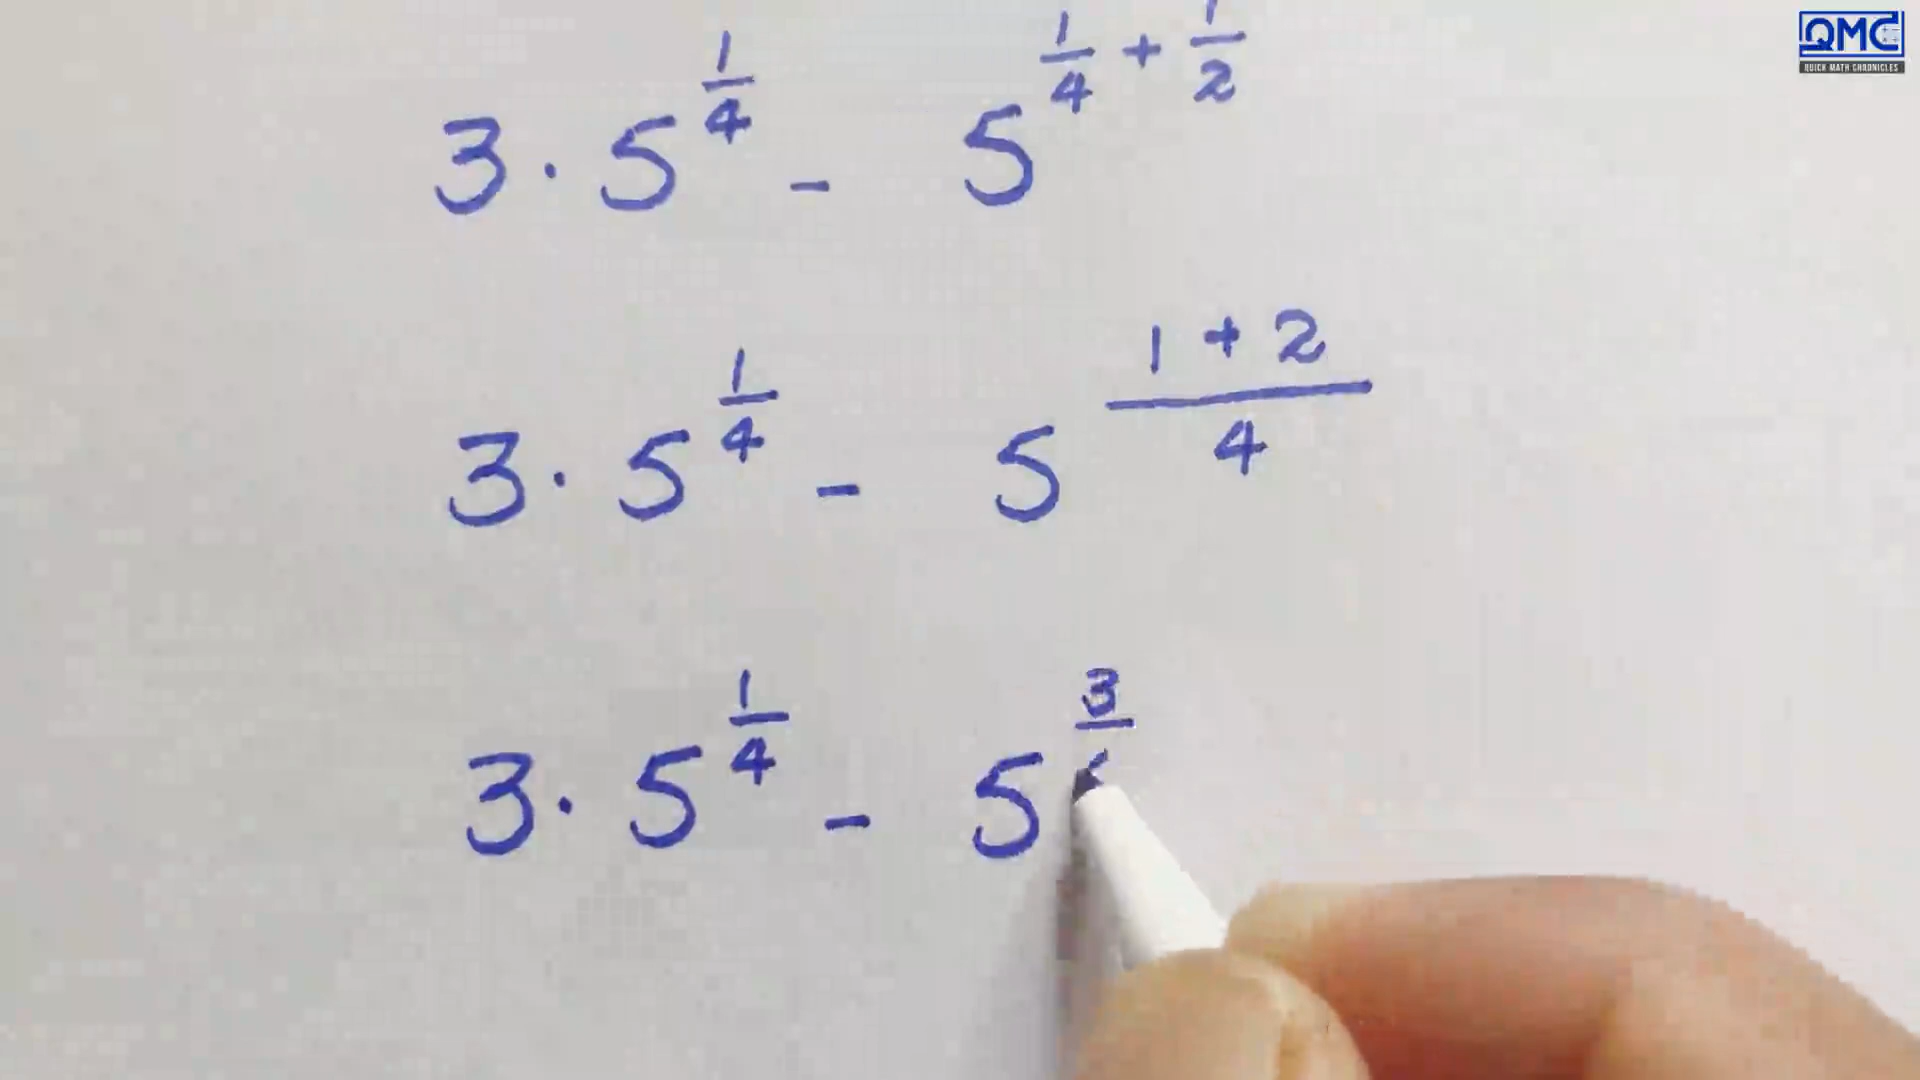 QMC
QUICK MATH CHRONICLES
3 · 5^(1/4) - 5^(1/4 + 1/2)
3 · 5^(1/4) - 5^((1 + 2)/4)
3 · 5^(1/4) - 5^(3/